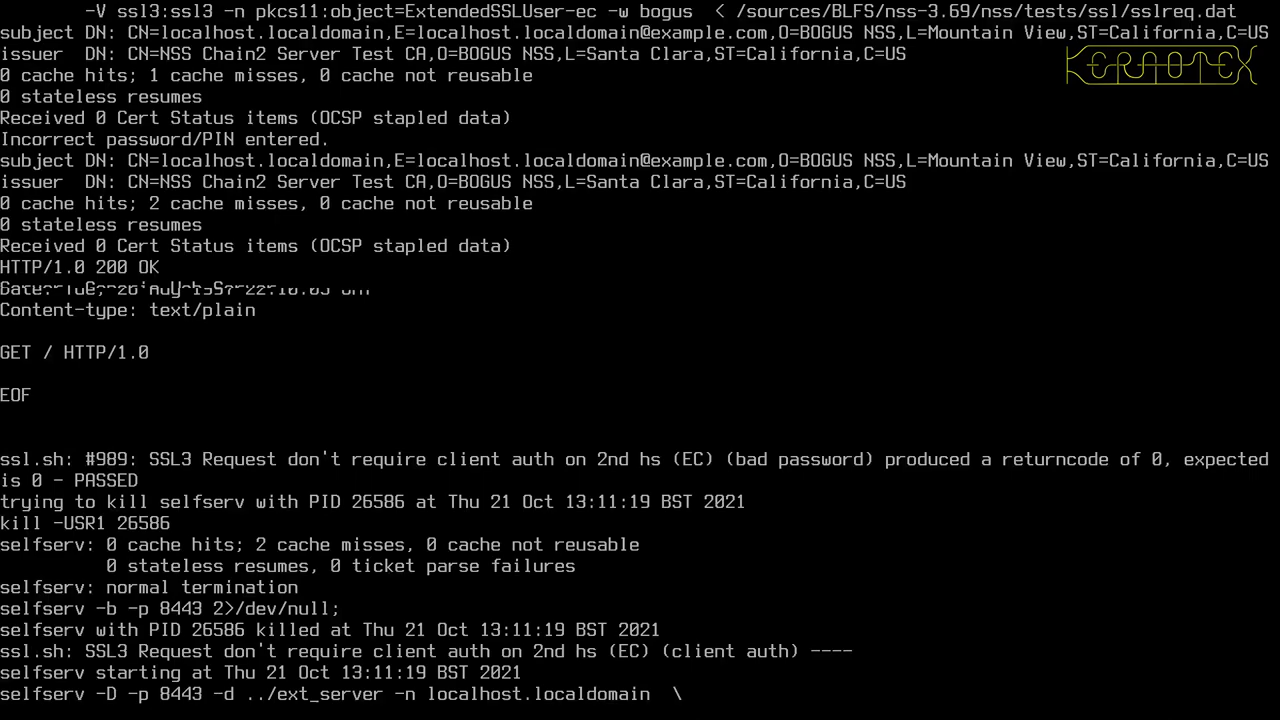 -V ssl3:ssl3 -n pkcs11:object=ExtendedSSLUser-ec -w bogus  < /sources/BLFS/nss-3.69/nss/tests/ssl/sslreq.dat
KERAOTEX
subject DN: CN=localhost.localdomain,E=localhost.localdomain@example.com,O=BOGUS NSS,L=Mountain View,ST=California,C=US
issuer  DN: CN=NSS Chain2 Server Test CA,O=BOGUS NSS,L=Santa Clara,ST=California,C=US
0 cache hits; 1 cache misses, 0 cache not reusable
0 stateless resumes
Received 0 Cert Status items (OCSP stapled data)
Incorrect password/PIN entered.
subject DN: CN=localhost.localdomain,E=localhost.localdomain@example.com,O=BOGUS NSS,L=Mountain View,ST=California,C=US
issuer  DN: CN=NSS Chain2 Server Test CA,O=BOGUS NSS,L=Santa Clara,ST=California,C=US
0 cache hits; 2 cache misses, 0 cache not reusable
0 stateless resumes
Received 0 Cert Status items (OCSP stapled data)
HTTP/1.0 200 OK
Content-type: text/plain
GET / HTTP/1.0
EOF
ssl.sh: #989: SSL3 Request don't require client auth on 2nd hs (EC) (bad password) produced a returncode of 0, expected
is 0 - PASSED
trying to kill selfserv with PID 26586 at Thu 21 Oct 13:11:19 BST 2021
kill -USR1 26586
selfserv: 0 cache hits; 2 cache misses, 0 cache not reusable
          0 stateless resumes, 0 ticket parse failures
selfserv: normal termination
selfserv -b -p 8443 2>/dev/null;
selfserv with PID 26586 killed at Thu 21 Oct 13:11:19 BST 2021
ssl.sh: SSL3 Request don't require client auth on 2nd hs (EC) (client auth) ----
selfserv starting at Thu 21 Oct 13:11:19 BST 2021
selfserv -D -p 8443 -d ../ext_server -n localhost.localdomain  \